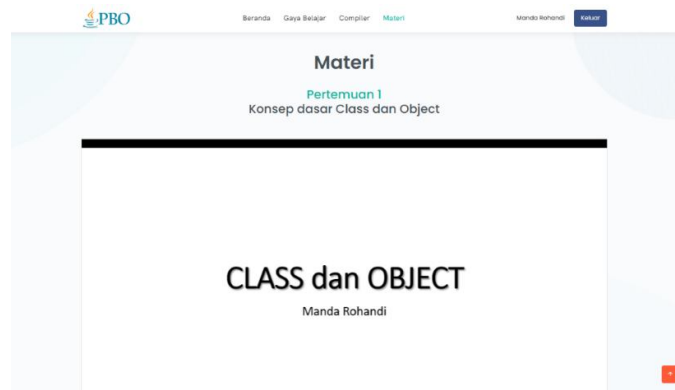 PBO
Beranda Gaya Belajar Compiler Materi
Manda Rohandi Keluar
Materi
Pertemuan 1
Konsep dasar Class dan Object
CLASS dan OBJECT
Manda Rohandi